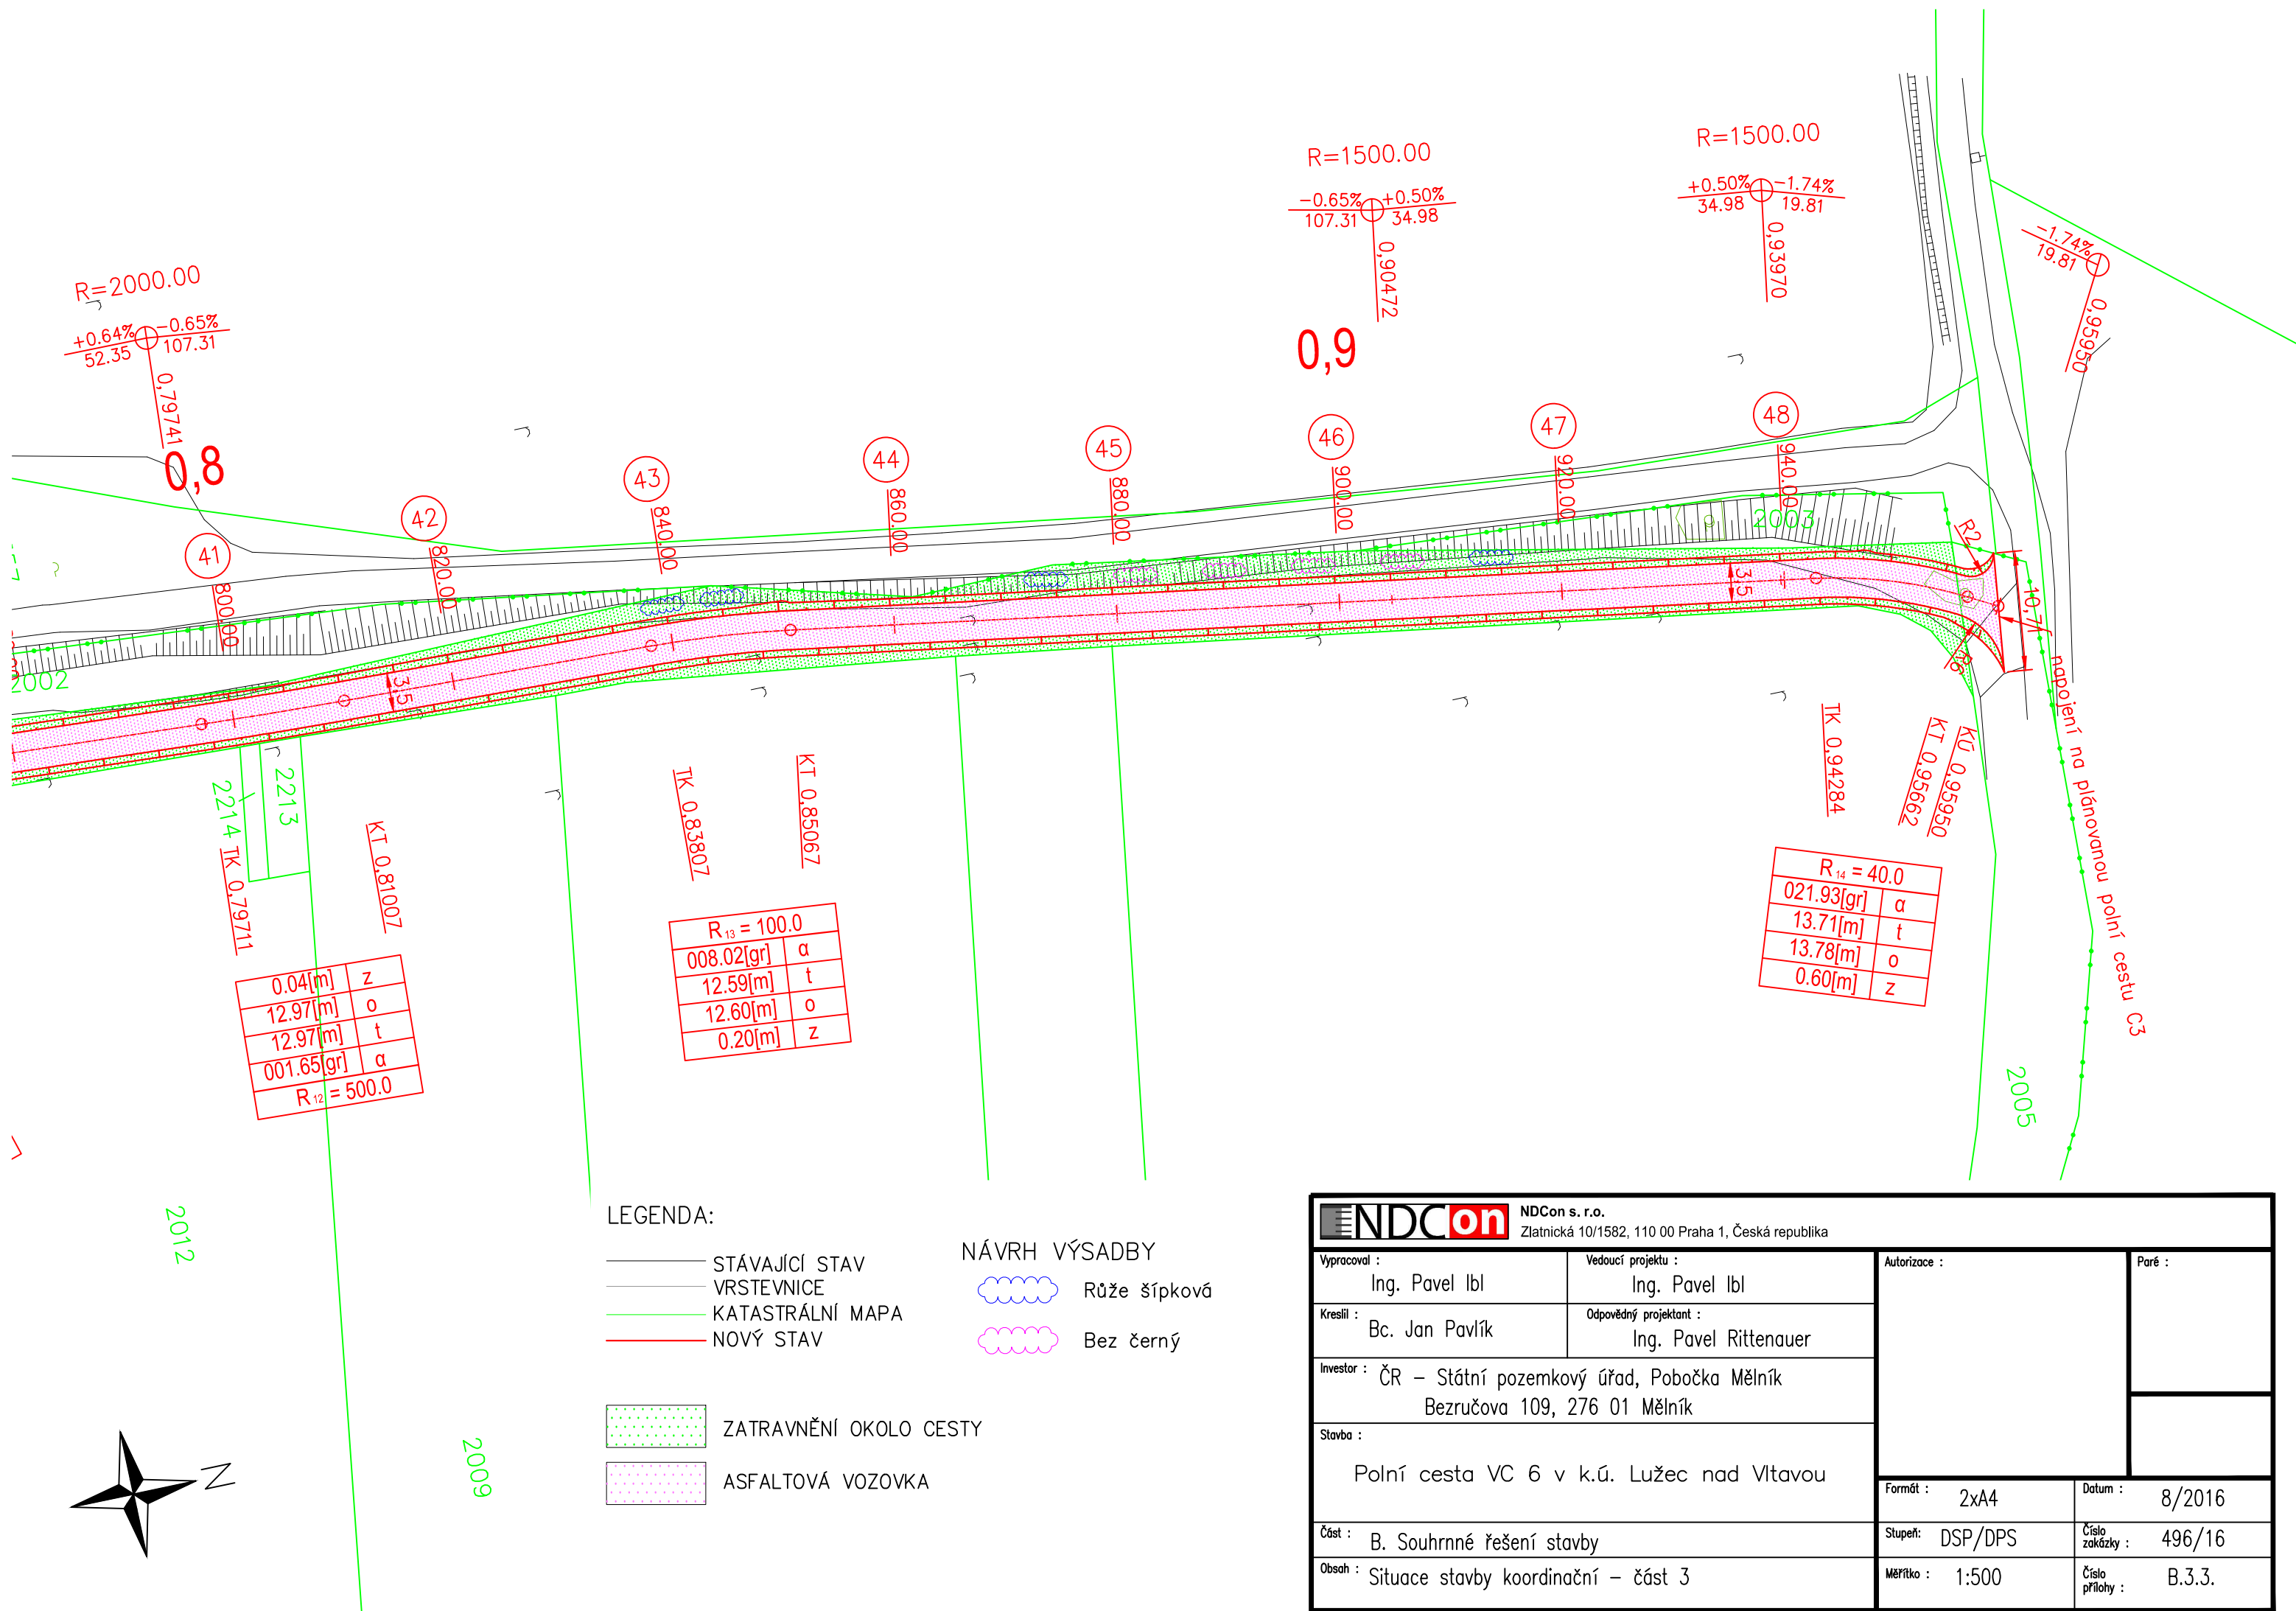 R=2000.00
+0.64% -0.65%
52.35 107.31
0,79741
0,8
R=1500.00
-0.65% +0.50%
107.31 34.98
0,90472
0,9
R=1500.00
+0.50% -1.74%
34.98 19.81
0,93970
-1.74%
19.81
0,95950
41
800.00
42
820.00
43
840.00
44
860.00
45
880.00
46
900.00
47
920.00
48
940.00
2003
2002
R2
3.5
3.5
10.77
R6
napojení na plánovanou polní cestu C3
2214
2213
TK 0,79711
KT 0,81007
TK 0,83807
KT 0,85067
TK 0,94284
KT 0,95662
KÚ 0,95950
0.04[m] z
12.97[m] o
12.97[m] t
001.65[gr] α
R12 = 500.0
R13 = 100.0
008.02[gr] α
12.59[m] t
12.60[m] o
0.20[m] z
R14 = 40.0
021.93[gr] α
13.71[m] t
13.78[m] o
0.60[m] z
2005
2012
2009
N
LEGENDA:
STÁVAJÍCÍ STAV
VRSTEVNICE
KATASTRÁLNÍ MAPA
NOVÝ STAV
NÁVRH VÝSADBY
Růže šípková
Bez černý
ZATRAVNĚNÍ OKOLO CESTY
ASFALTOVÁ VOZOVKA
NDCon
NDCon s. r.o.
Zlatnická 10/1582, 110 00 Praha 1, Česká republika
Vypracoval :
Ing. Pavel Ibl
Vedoucí projektu :
Ing. Pavel Ibl
Autorizace :
Paré :
Kreslil :
Bc. Jan Pavlík
Odpovědný projektant :
Ing. Pavel Rittenauer
Investor : ČR – Státní pozemkový úřad, Pobočka Mělník
Bezručova 109, 276 01 Mělník
Stavba :
Polní cesta VC 6 v k.ú. Lužec nad Vltavou
Formát : 2xA4
Datum : 8/2016
Část : B. Souhrnné řešení stavby
Stupeň: DSP/DPS
Číslo zakázky : 496/16
Obsah : Situace stavby koordinační – část 3
Měřítko : 1:500
Číslo přílohy : B.3.3.